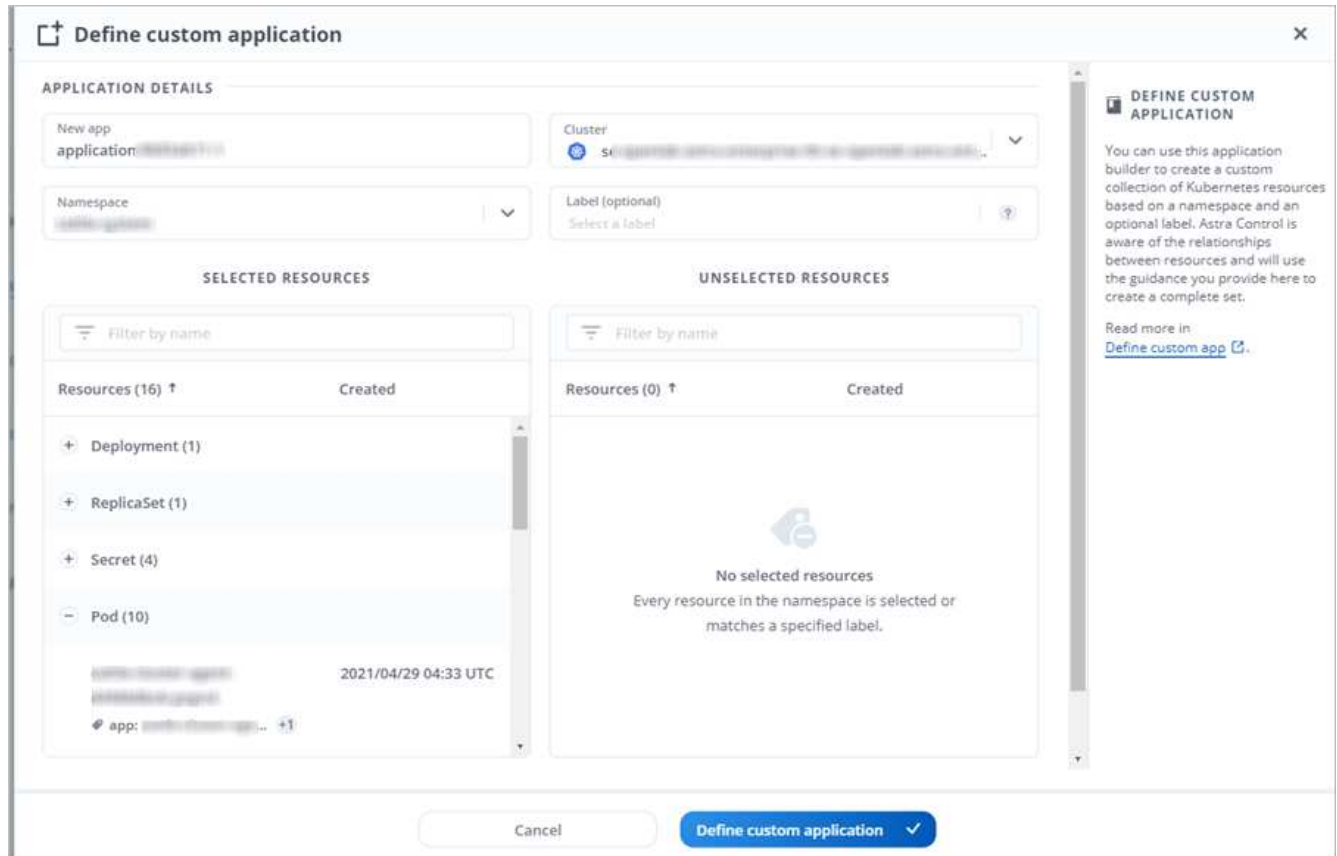 Define custom application
APPLICATION DETAILS
New app
application
Cluster
Namespace
Label (optional)
Select a label
?
SELECTED RESOURCES
UNSELECTED RESOURCES
Filter by name
Filter by name
Resources (16) ↑ Created
Resources (0) ↑ Created
+ Deployment (1)
+ ReplicaSet (1)
+ Secret (4)
− Pod (10)
2021/04/29 04:33 UTC
app: ... +1
No selected resources
Every resource in the namespace is selected or
matches a specified label.
DEFINE CUSTOM
APPLICATION
You can use this application
builder to create a custom
collection of Kubernetes resources
based on a namespace and an
optional label. Astra Control is
aware of the relationships
between resources and will use
the guidance you provide here to
create a complete set.
Read more in
Define custom app.
Cancel
Define custom application